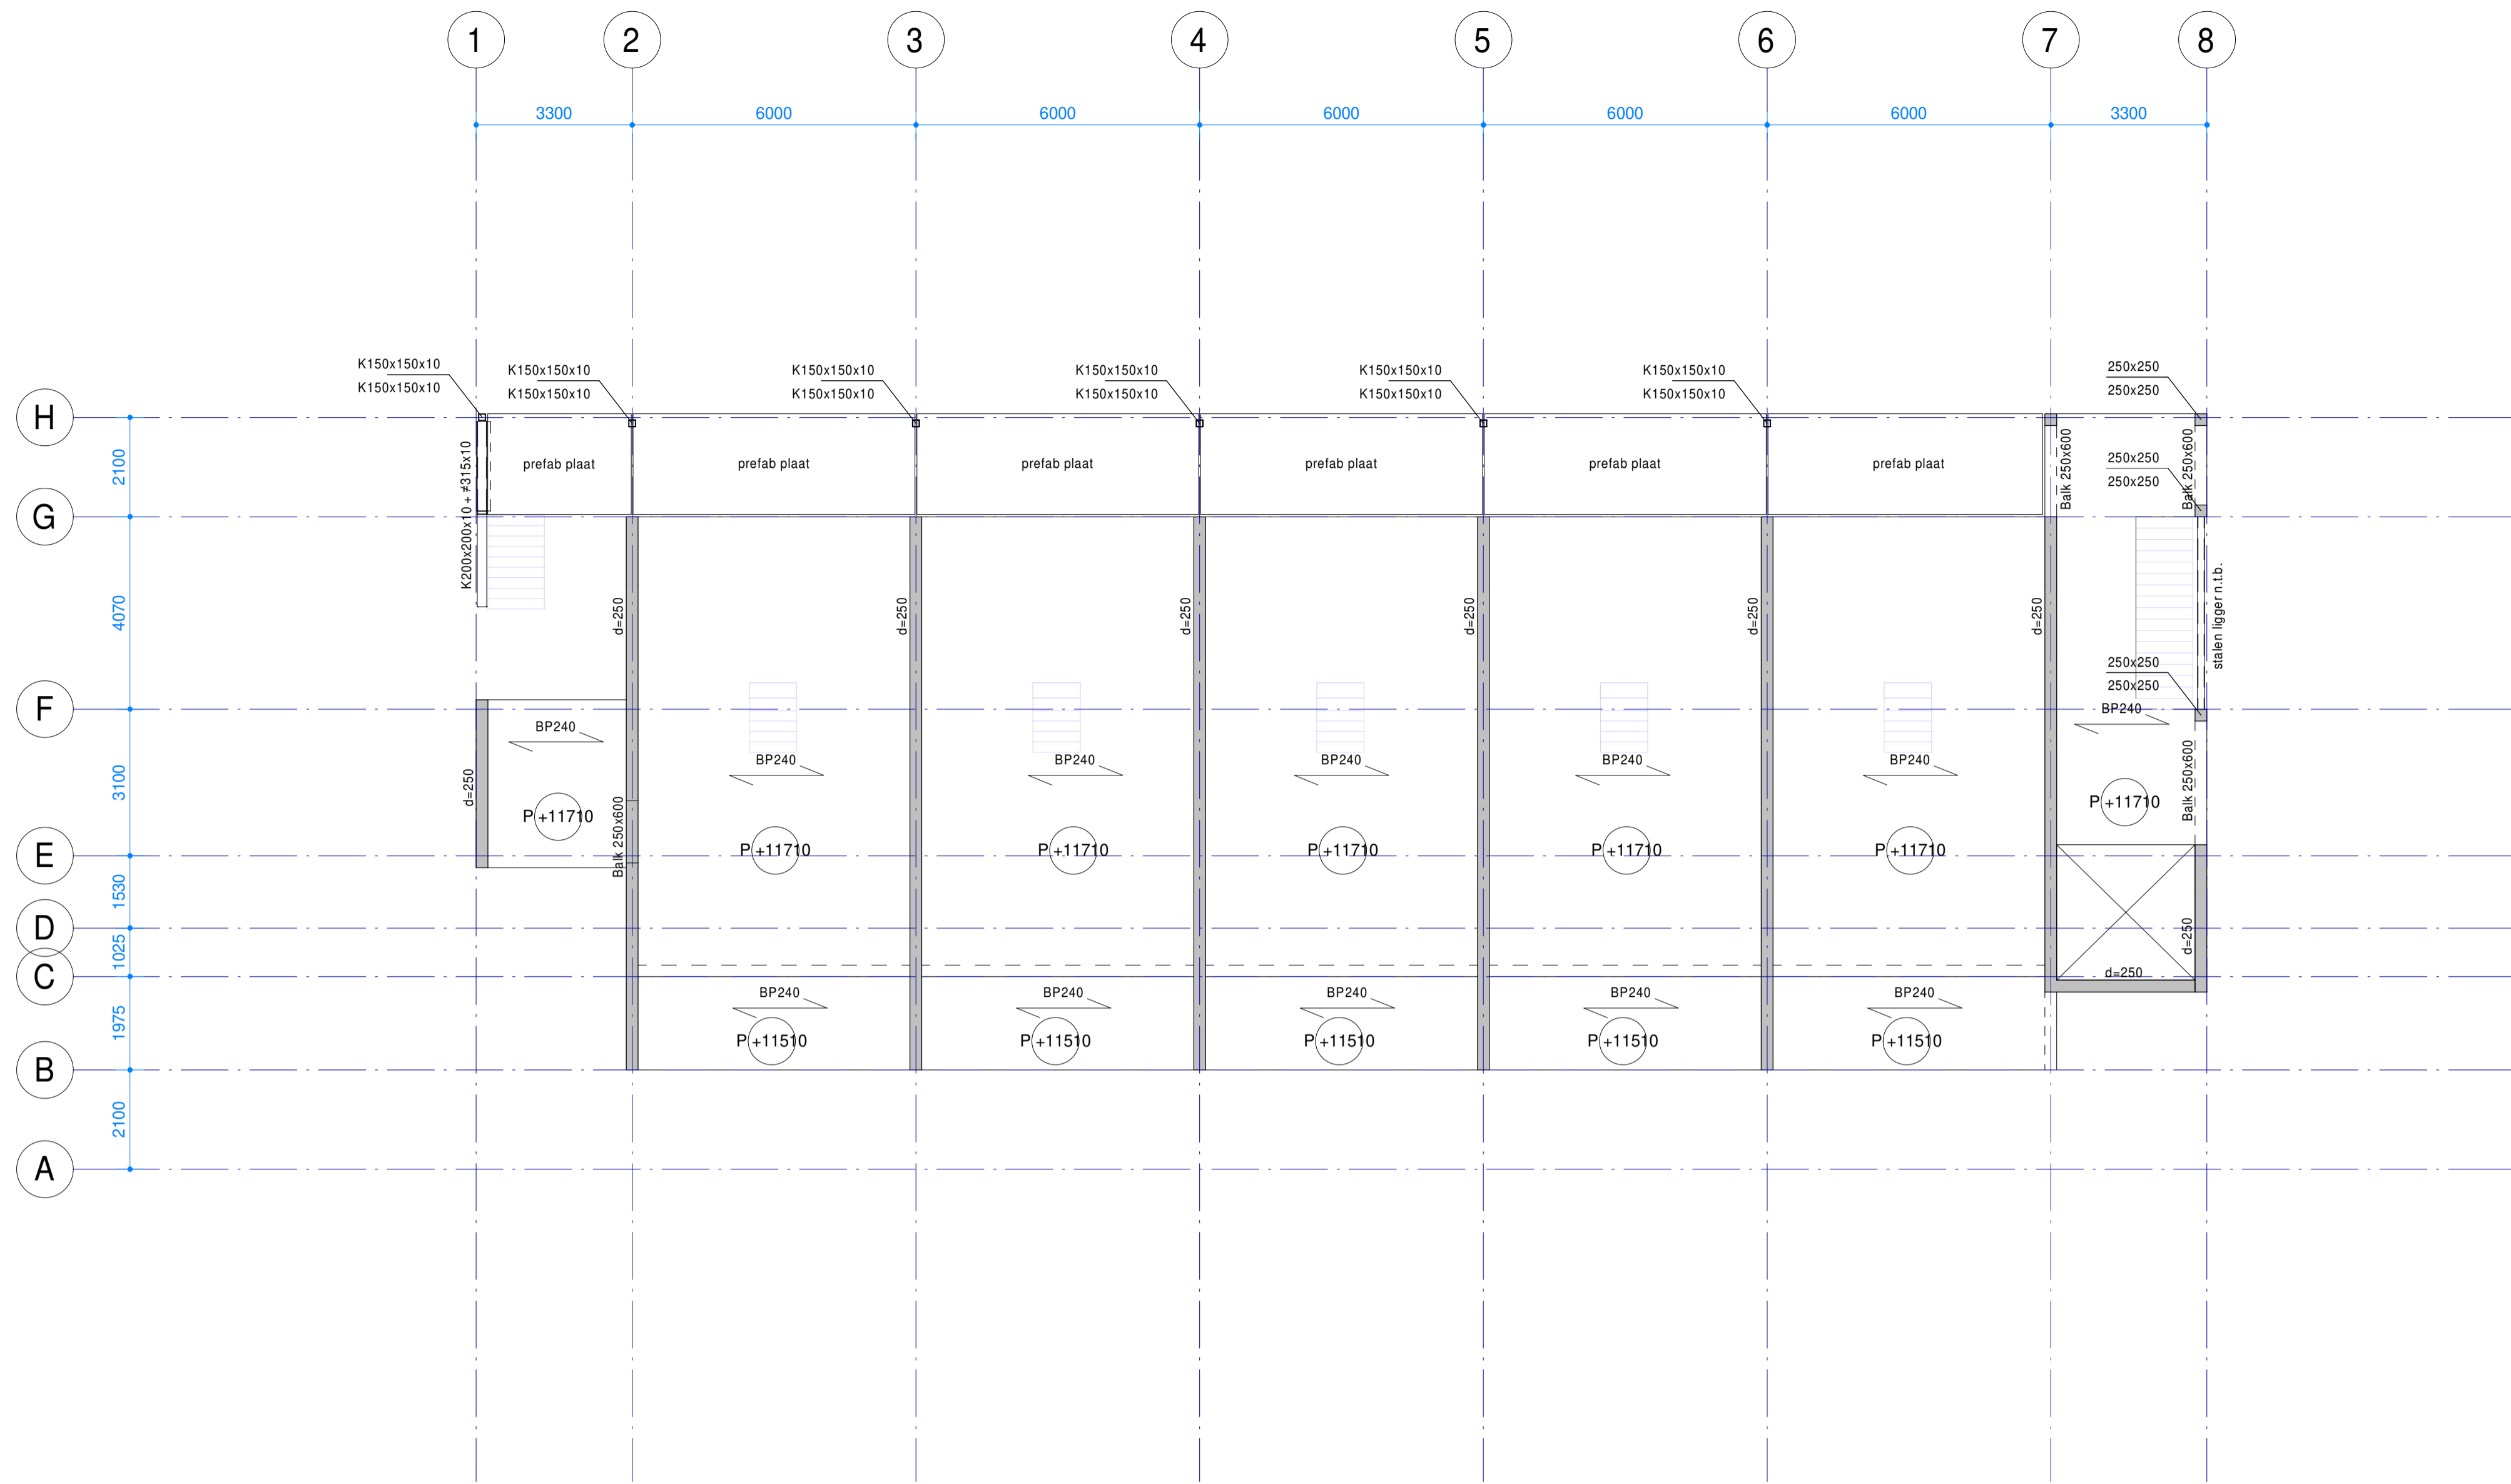 1 2 3 4 5 6 7 8
3300 6000 6000 6000 6000 6000 3300
K150x150x10 K150x150x10 K150x150x10 K150x150x10 K150x150x10 K150x150x10 250x250
K150x150x10 K150x150x10 K150x150x10 K150x150x10 K150x150x10 K150x150x10 250x250
H
2100
K200x200x10 + ≠315x10
prefab plaat prefab plaat prefab plaat prefab plaat prefab plaat prefab plaat
Balk 250x600
250x250
250x250
Balk 250x600
G
4070
d=250 d=250 d=250 d=250 d=250 d=250
stalen ligger n.t.b.
250x250
250x250
F
BP240
BP240
3100
d=250
BP240 BP240 BP240 BP240 BP240
Balk 250x600
P +11710
P +11710
Balk 250x600
P +11710 P +11710 P +11710 P +11710 P +11710
E
1530
D
d=250
1025
C
d=250
BP240 BP240 BP240 BP240 BP240
1975
P +11510 P +11510 P +11510 P +11510 P +11510
B
2100
A